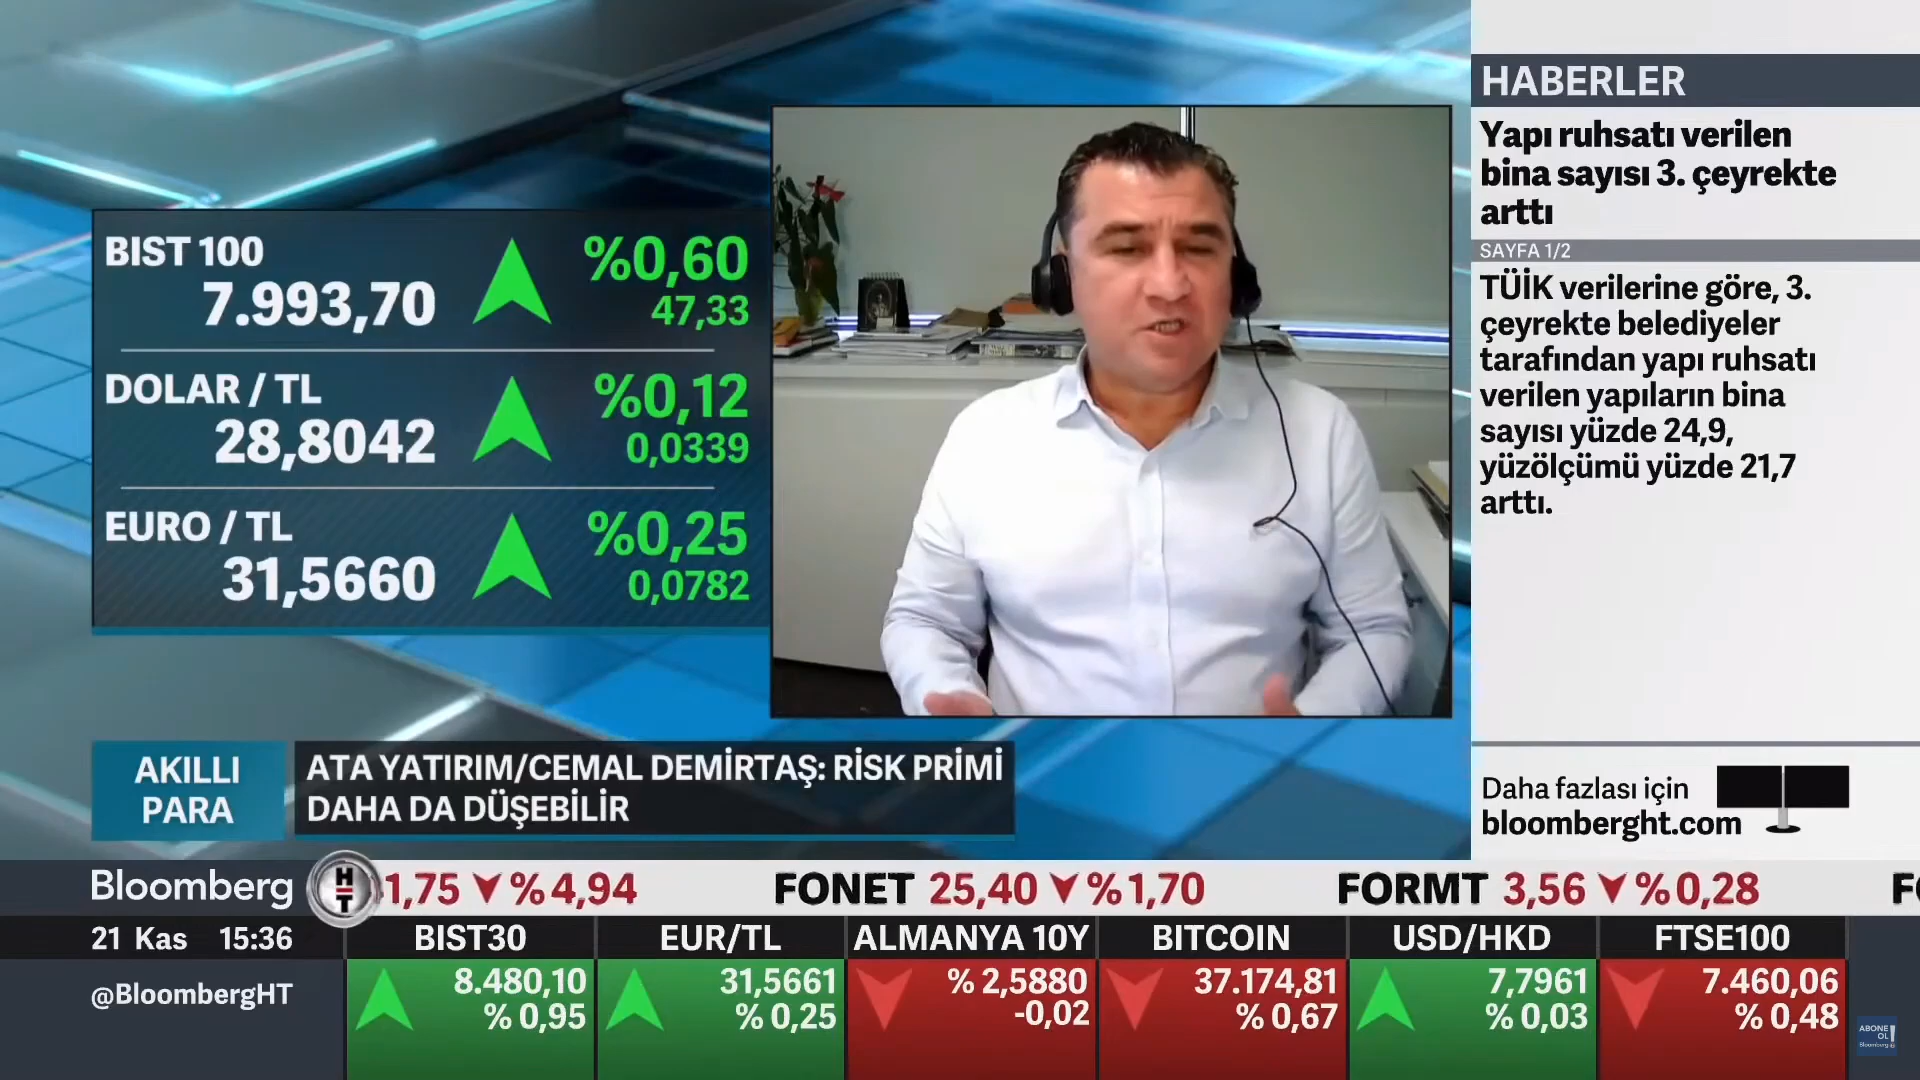 HABERLER
Yapı ruhsatı verilen
bina sayısı 3. çeyrekte
arttı
SAYFA 1/2
TÜİK verilerine göre, 3.
çeyrekte belediyeler
tarafından yapı ruhsatı
verilen yapıların bina
sayısı yüzde 24,9,
yüzölçümü yüzde 21,7
arttı.
Daha fazlası için
bloomberght.com
BIST 100
7.993,70 %0,60
47,33
DOLAR / TL
28,8042 %0,12
0,0339
EURO / TL
31,5660 %0,25
0,0782
AKILLI
PARA
ATA YATIRIM/CEMAL DEMİRTAŞ: RİSK PRİMİ
DAHA DA DÜŞEBİLİR
Bloomberg HT 1,75 %4,94 FONET 25,40 %1,70 FORMT 3,56 %0,28
21 Kas 15:36
@BloombergHT
BIST30
8.480,10
% 0,95
EUR/TL
31,5661
% 0,25
ALMANYA 10Y
% 2,5880
-0,02
BITCOIN
37.174,81
% 0,67
USD/HKD
7,7961
% 0,03
FTSE100
7.460,06
% 0,48
ABONE
OL
Bloomberg